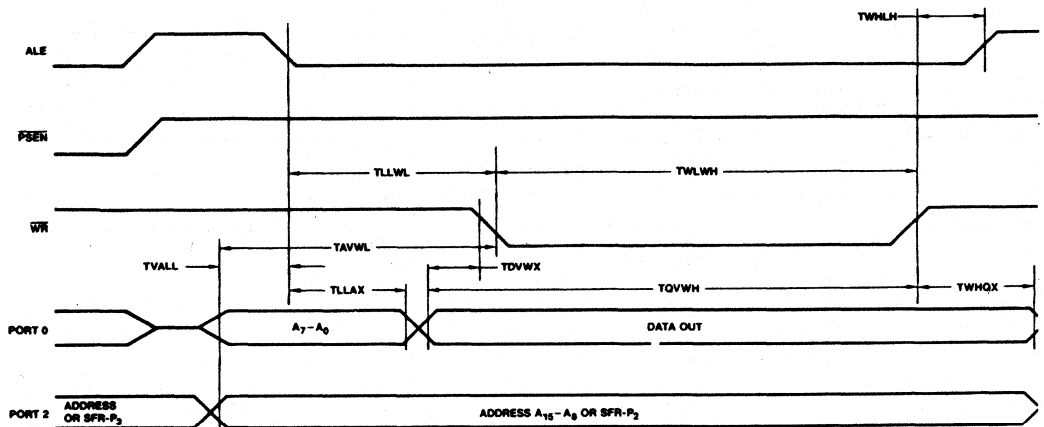 TWHLH
ALE
PSEN
TLLWL
TWLWH
WR
TAVWL
TVALL
TDVWX
TLLAX
TQVWH
TWHQX
PORT 0
A7–A0
DATA OUT
PORT 2
ADDRESS
OR SFR-P2
ADDRESS A15–A8 OR SFR-P2